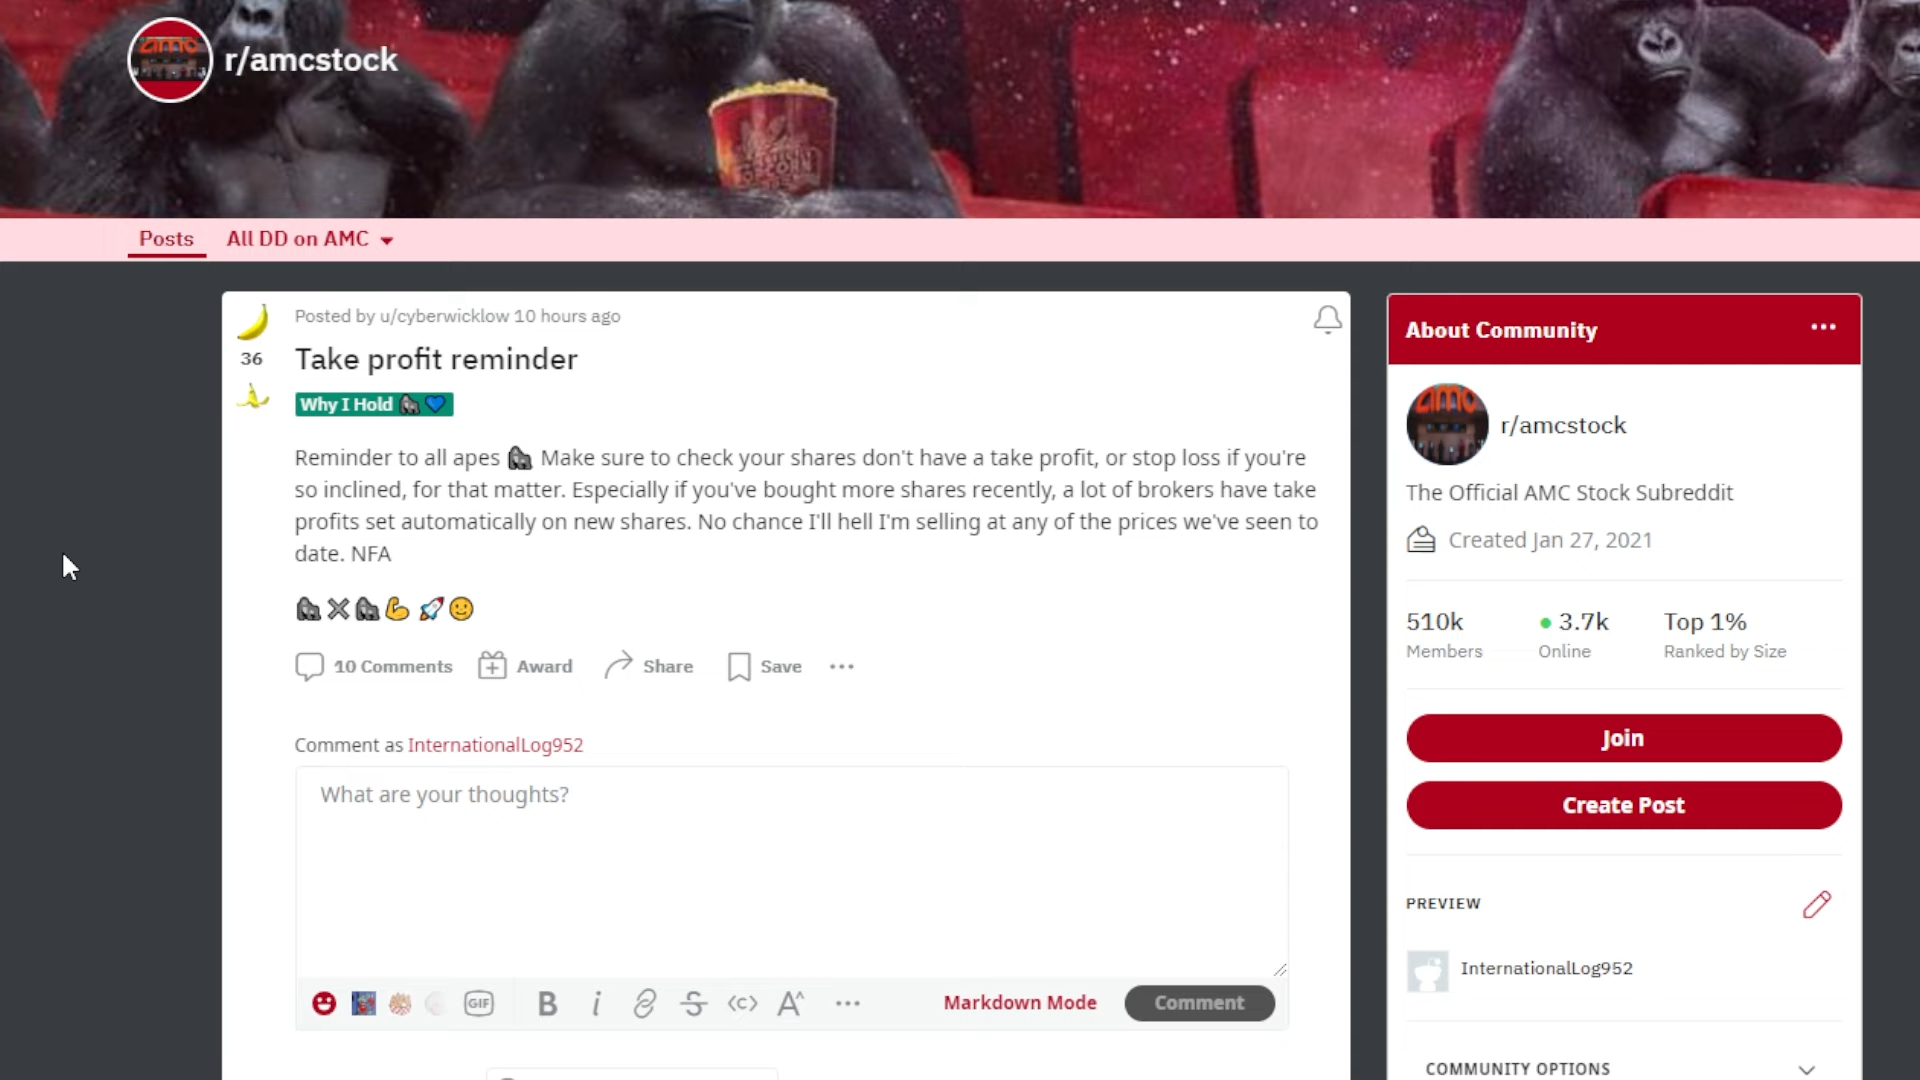 amc
r/amcstock
Posts
All DD on AMC
Posted by u/cyberwicklow 10 hours ago
36
Take profit reminder
Why I Hold 🦍💙
Reminder to all apes 🦍 Make sure to check your shares don't have a take profit, or stop loss if you're
so inclined, for that matter. Especially if you've bought more shares recently, a lot of brokers have take
profits set automatically on new shares. No chance I'll hell I'm selling at any of the prices we've seen to
date. NFA
🦍✖️🦍💪🚀🙂
10 Comments
Award
Share
Save
Comment as InternationalLog952
What are your thoughts?
GIF
B
i
S
<c>
A^
Markdown Mode
Comment
About Community
amc
r/amcstock
The Official AMC Stock Subreddit
Created Jan 27, 2021
510k
3.7k
Top 1%
Members
Online
Ranked by Size
Join
Create Post
PREVIEW
InternationalLog952
COMMUNITY OPTIONS